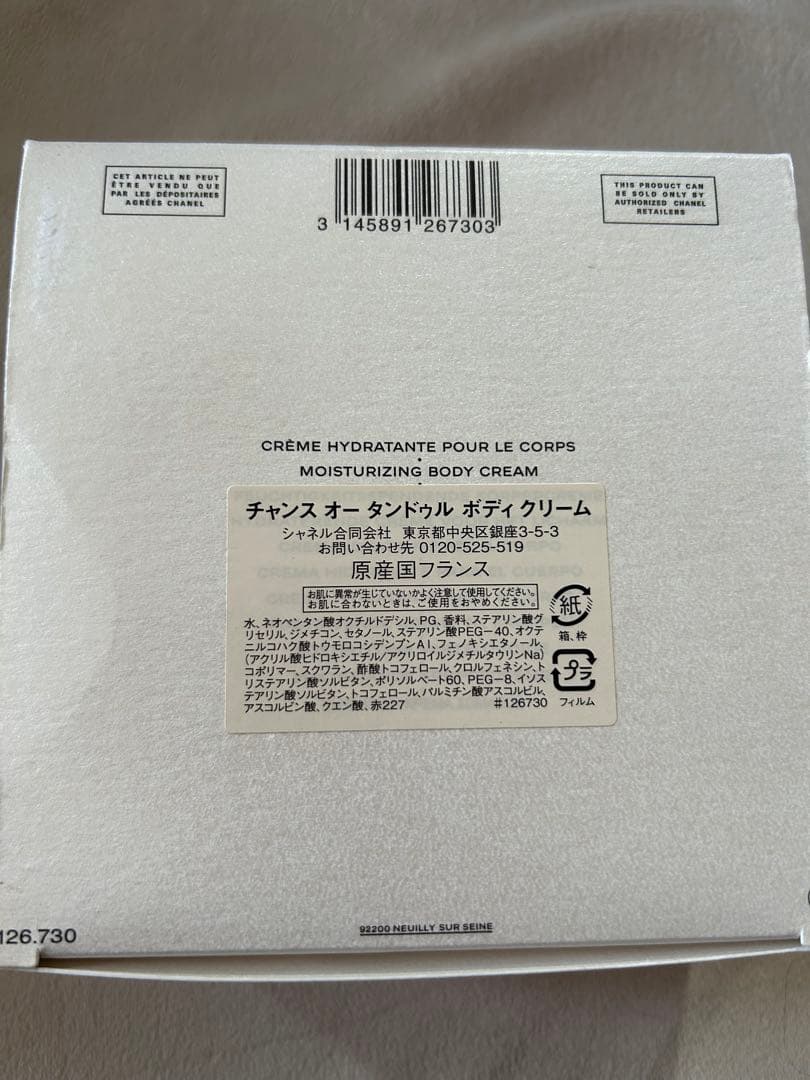 CET ARTICLE NE PEUT
ÊTRE VENDU QUE
PAR LES DÉPOSITAIRES
AGRÉÉS CHANEL
3 145891 267303
THIS PRODUCT CAN
BE SOLD ONLY BY
AUTHORIZED CHANEL
RETAILERS
CRÈME HYDRATANTE POUR LE CORPS
MOISTURIZING BODY CREAM
チャンス オー タンドゥル ボディ クリーム
シャネル合同会社 東京都中央区銀座3-5-3
お問い合わせ先 0120-525-519
原産国フランス
お肌に異常が生じていないかよく注意して使用してください。
お肌に合わないときは、ご使用をおやめください。
水、ネオペンタン酸オクチルドデシル、PG、香料、ステアリン酸グ
リセリル、ジメチコン、セタノール、ステアリン酸PEG-40、オクテ
ニルコハク酸トウモロコシデンプンAl、フェノキシエタノール、
(アクリル酸ヒドロキシエチル/アクリロイルジメチルタウリンNa)
コポリマー、スクワラン、酢酸トコフェロール、クロルフェネシン、ト
リステアリン酸ソルビタン、ポリソルベート60、PEG-8、イソス
テアリン酸ソルビタン、トコフェロール、パルミチン酸アスコルビル、
アスコルビン酸、クエン酸、赤227 #126730
紙
箱、枠
プラ
フィルム
126.730
92200 NEUILLY SUR SEINE